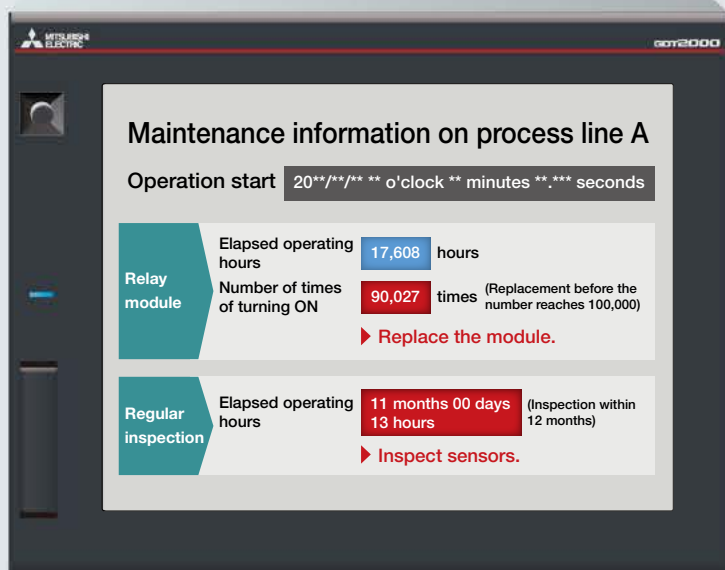 MITSUBISHI
ELECTRIC
GOT2000
Maintenance information on process line A
Operation start 20**/**/** ** o'clock ** minutes **.*** seconds
Relay
module
Elapsed operating
hours
17,608 hours
Number of times
of turning ON
90,027 times
(Replacement before the
number reaches 100,000)
Replace the module.
Regular
inspection
Elapsed operating
hours
11 months 00 days
13 hours
(Inspection within
12 months)
Inspect sensors.